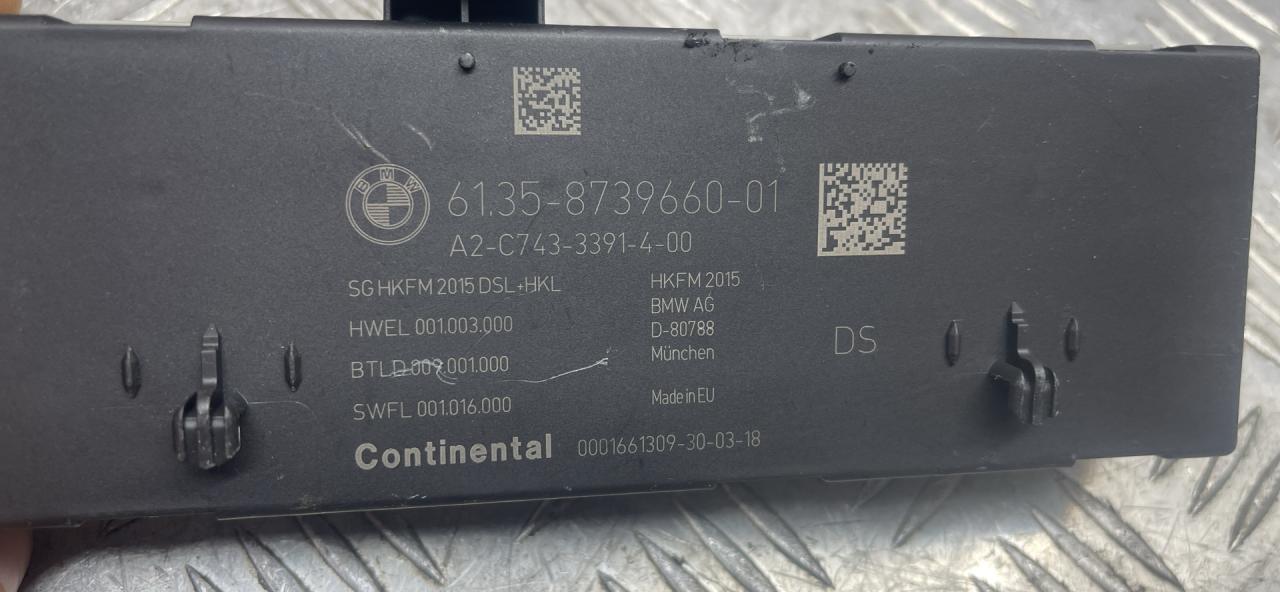 BMW
61.35-8739660-01
A2-C743-3391-4-00
SG HKFM 2015 DSL+HKL
HWEL 001.003.000
BTLD 009.001.000
SWFL 001.016.000
HKFM 2015
BMW AG
D-80788
München
Made in EU
DS
Continental 0001661309-30-03-18